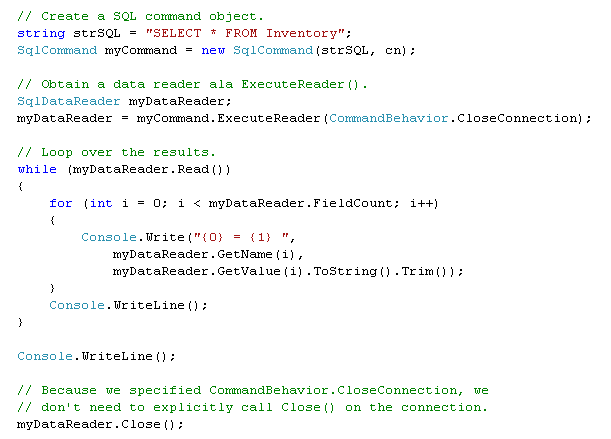 // Create a SQL command object.
string strSQL = "SELECT * FROM Inventory";
SqlCommand myCommand = new SqlCommand(strSQL, cn);
// Obtain a data reader ala ExecuteReader().
SqlDataReader myDataReader;
myDataReader = myCommand.ExecuteReader(CommandBehavior.CloseConnection);
// Loop over the results.
while (myDataReader.Read())
{
    for (int i = 0; i < myDataReader.FieldCount; i++)
    {
        Console.Write("{0} = {1} ",
            myDataReader.GetName(i),
            myDataReader.GetValue(i).ToString().Trim());
    }
    Console.WriteLine();
}
Console.WriteLine();
// Because we specified CommandBehavior.CloseConnection, we
// don't need to explicitly call Close() on the connection.
myDataReader.Close();